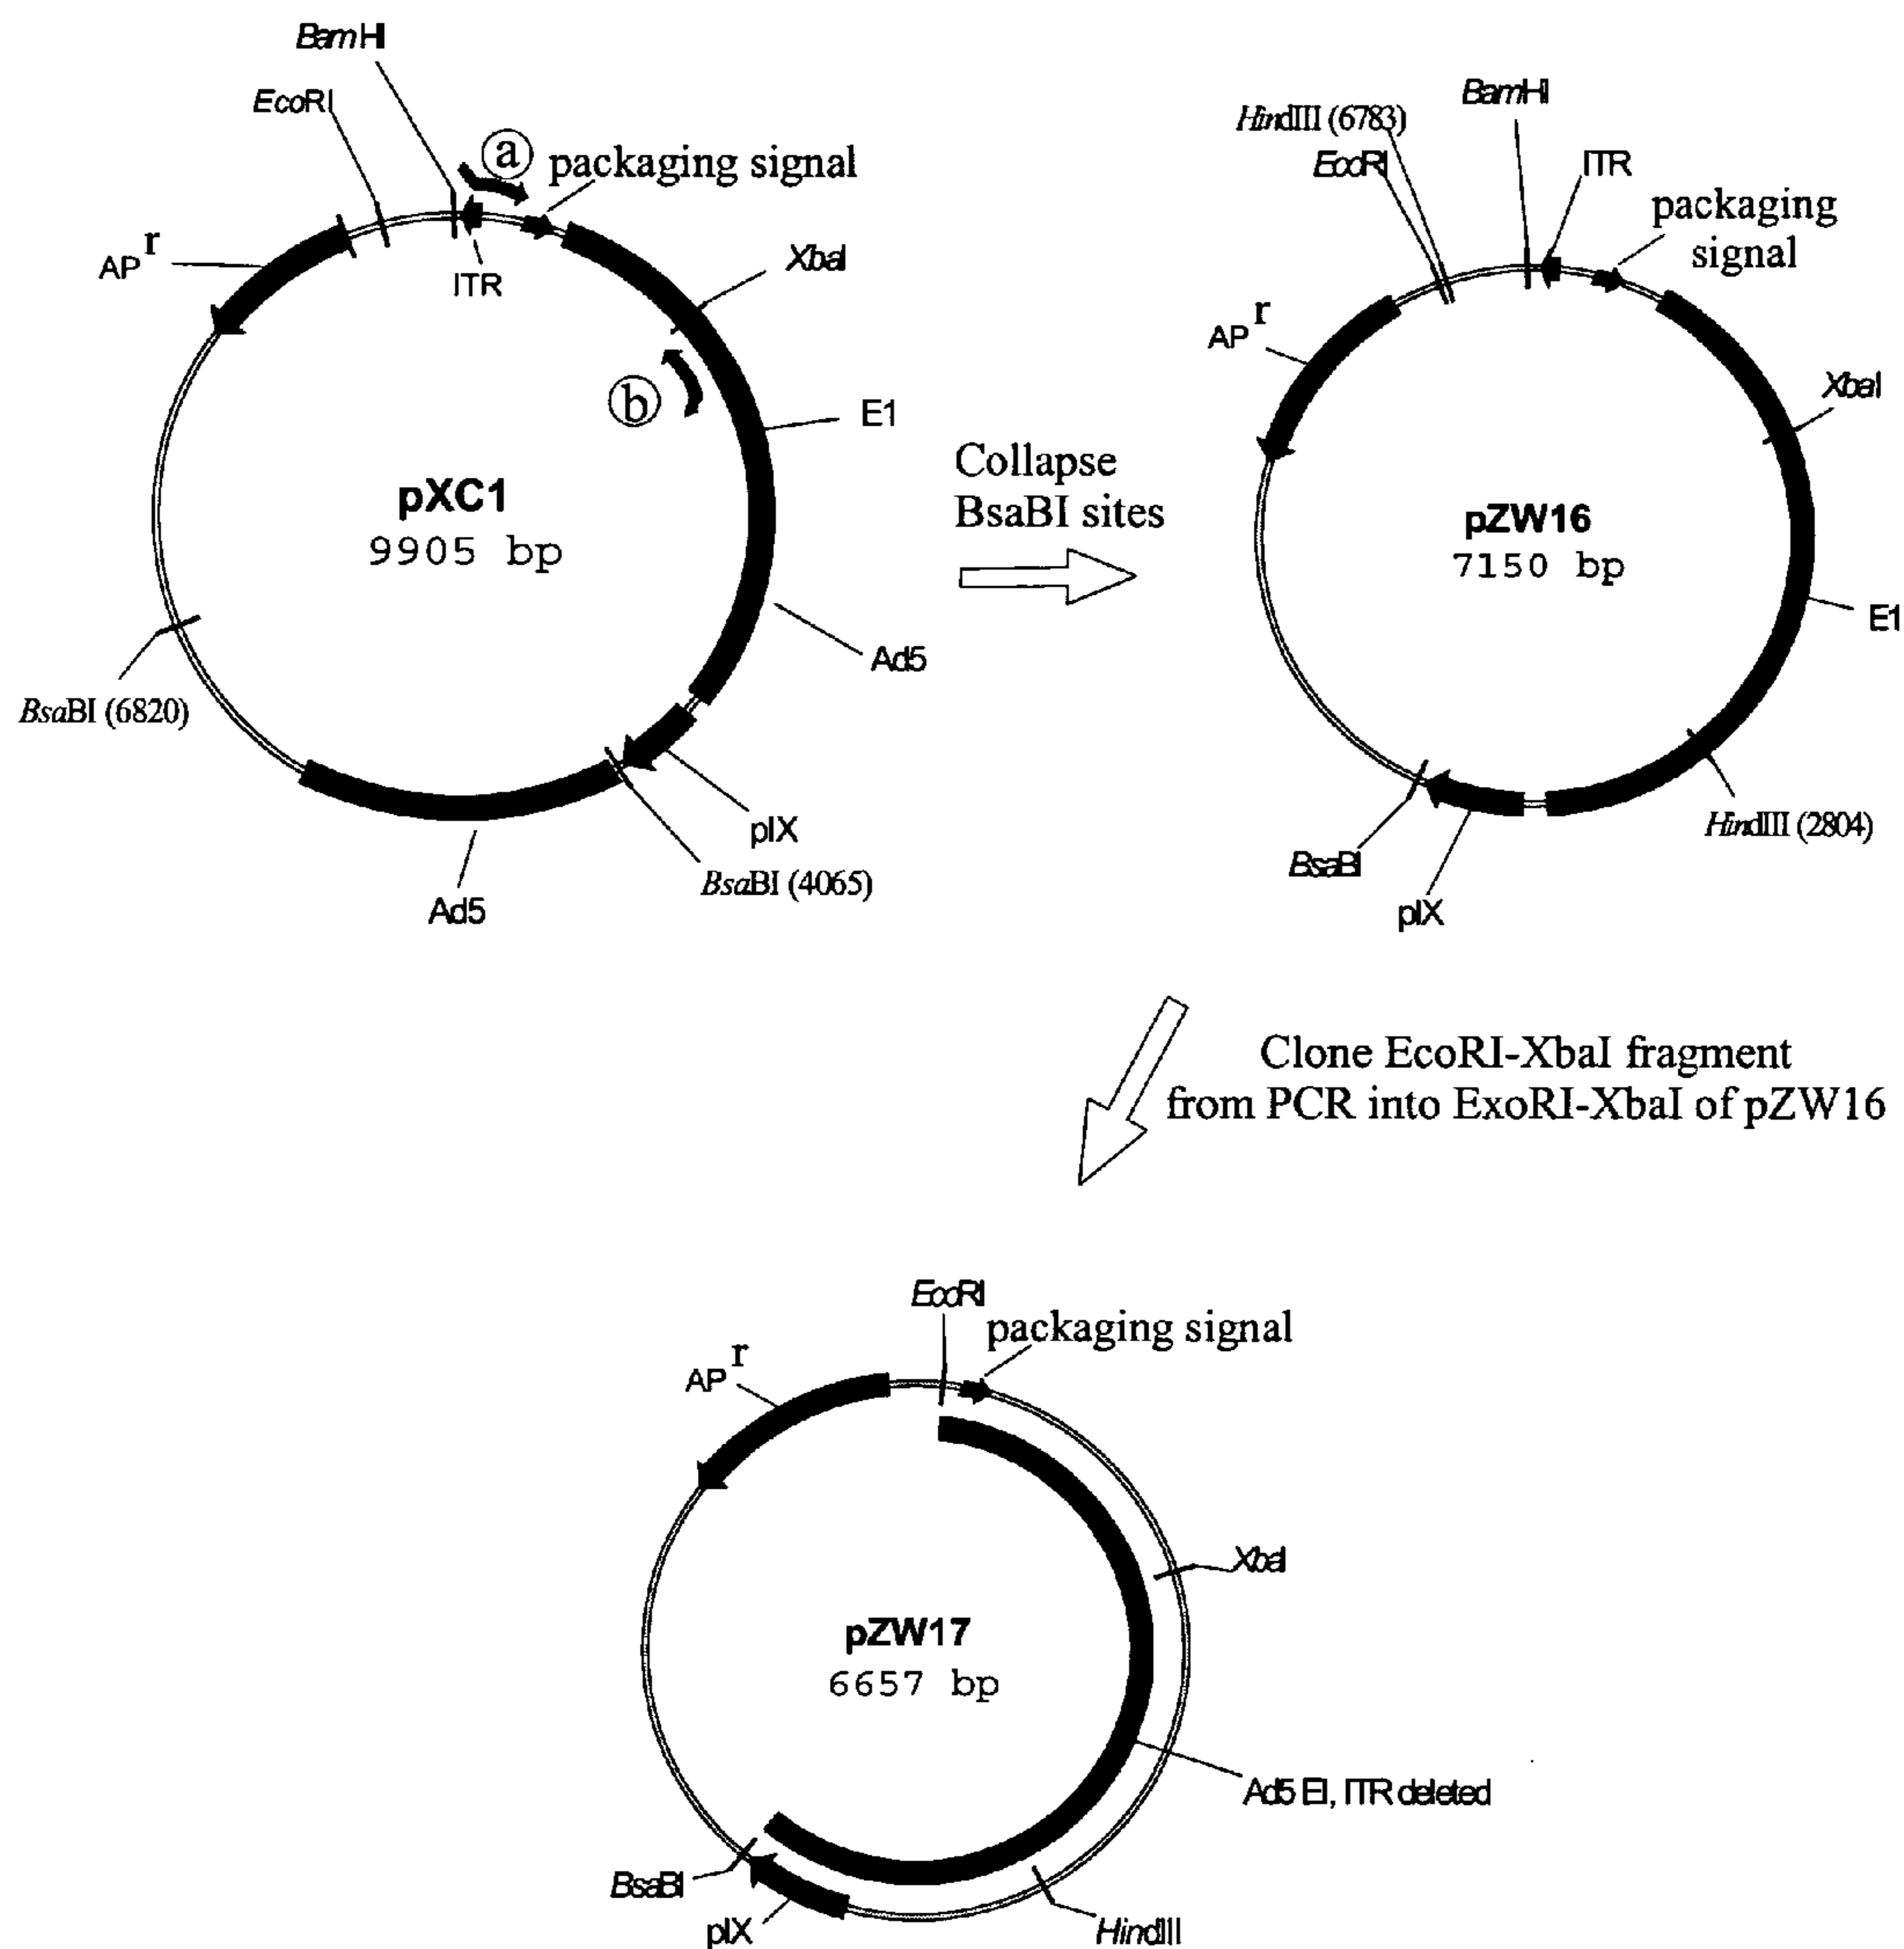 BamHI
EcoRI
a
packaging signal
AP r
ITR
XbaI
b
E1
pXC1
9905 bp
Ad5
BsaBI (6820)
pIX
BsaBI (4065)
Ad5
Collapse
BsaBI sites
BamHI
HindIII (6783)
EcoRI
ITR
packaging
signal
AP r
XbaI
pZW16
7150 bp
E1
HindIII (2804)
BsaBI
pIX
Clone EcoRI-XbaI fragment
from PCR into ExoRI-XbaI of pZW16
EcoRI
packaging signal
AP r
XbaI
pZW17
6657 bp
Ad5 EI, ITR deleted
BsaBI
pIX
HindIII